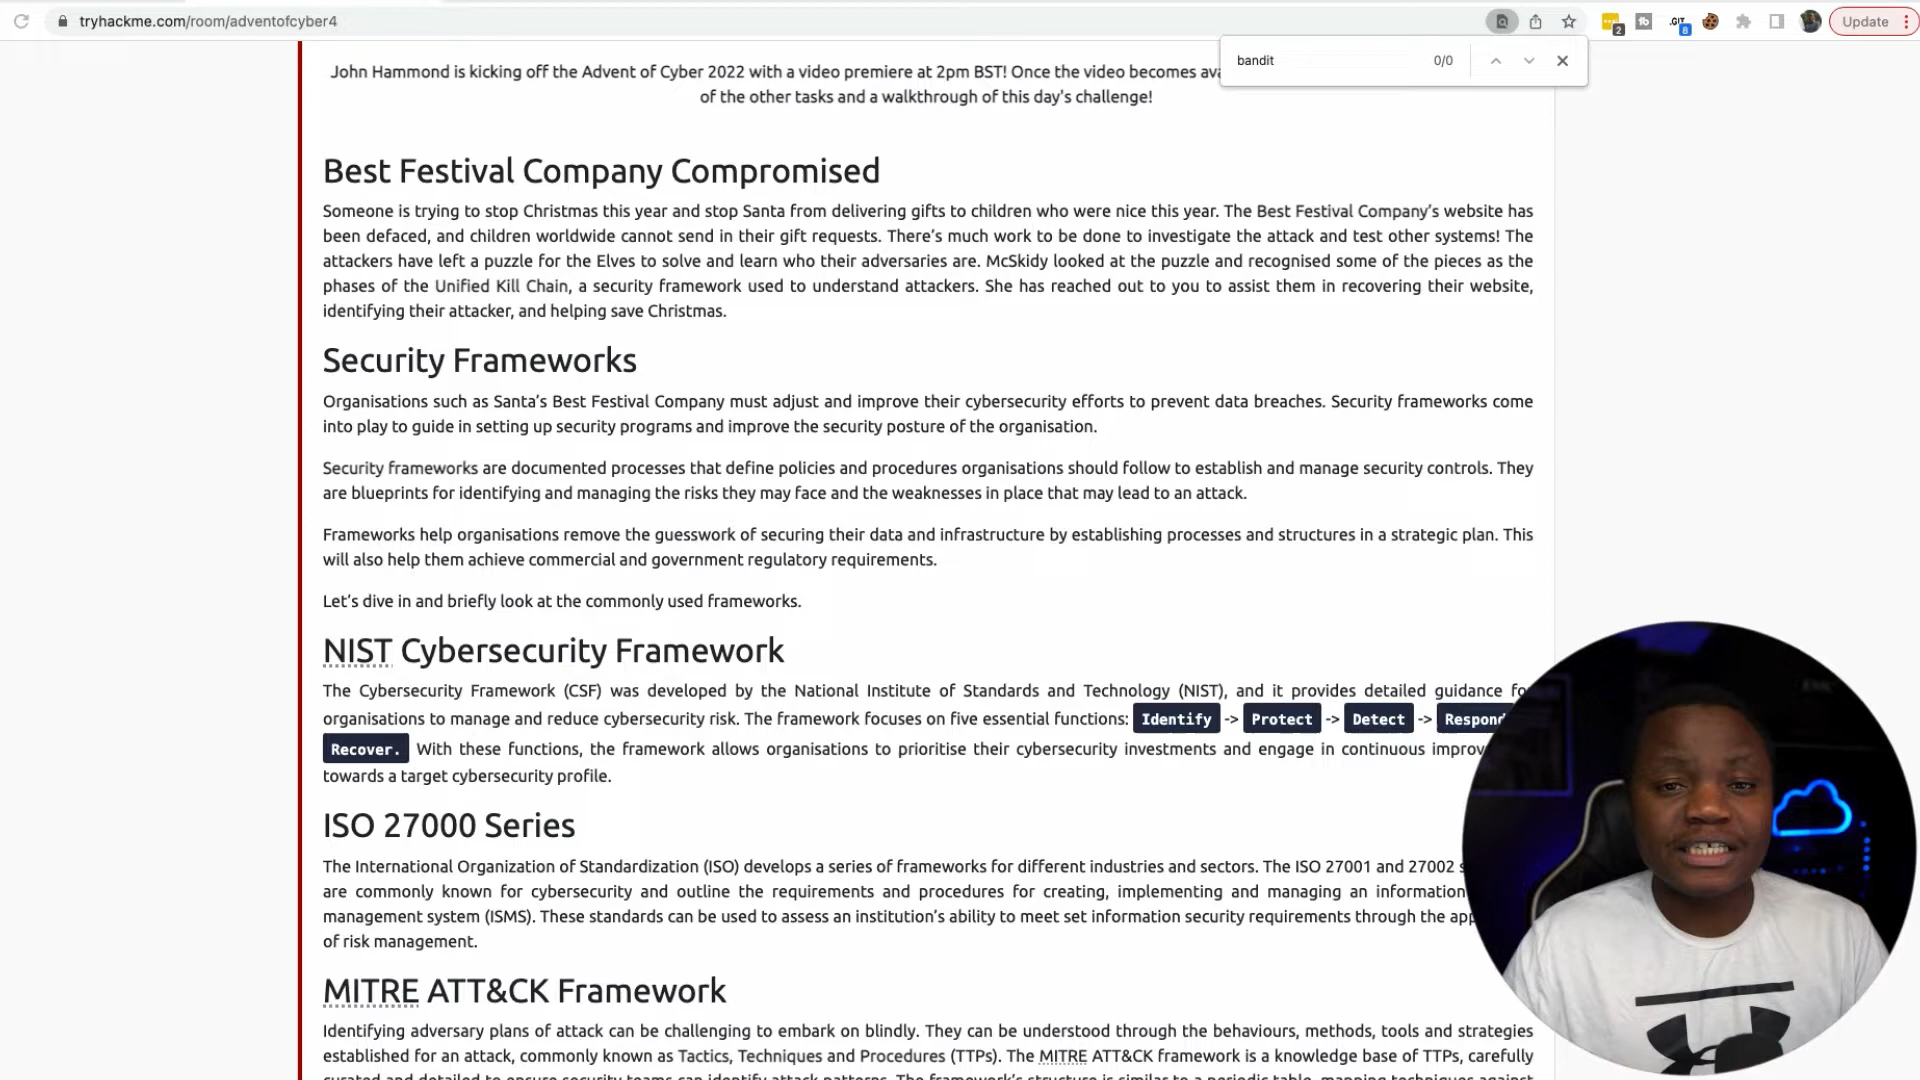 tryhackme.com/room/adventofcyber4
Update
2
8
bandit
0/0
John Hammond is kicking off the Advent of Cyber 2022 with a video premiere at 2pm BST! Once the video becomes
of the other tasks and a walkthrough of this day's challenge!
Best Festival Company Compromised
Someone is trying to stop Christmas this year and stop Santa from delivering gifts to children who were nice this year. The Best Festival Company's website has
been defaced, and children worldwide cannot send in their gift requests. There's much work to be done to investigate the attack and test other systems! The
attackers have left a puzzle for the Elves to solve and learn who their adversaries are. McSkidy looked at the puzzle and recognised some of the pieces as the
phases of the Unified Kill Chain, a security framework used to understand attackers. She has reached out to you to assist them in recovering their website,
identifying their attacker, and helping save Christmas.
Security Frameworks
Organisations such as Santa's Best Festival Company must adjust and improve their cybersecurity efforts to prevent data breaches. Security frameworks come
into play to guide in setting up security programs and improve the security posture of the organisation.
Security frameworks are documented processes that define policies and procedures organisations should follow to establish and manage security controls. They
are blueprints for identifying and managing the risks they may face and the weaknesses in place that may lead to an attack.
Frameworks help organisations remove the guesswork of securing their data and infrastructure by establishing processes and structures in a strategic plan. This
will also help them achieve commercial and government regulatory requirements.
Let's dive in and briefly look at the commonly used frameworks.
NIST Cybersecurity Framework
The Cybersecurity Framework (CSF) was developed by the National Institute of Standards and Technology (NIST), and it provides detailed guidance
organisations to manage and reduce cybersecurity risk. The framework focuses on five essential functions: Identify -> Protect -> Detect -> Respond
Recover. With these functions, the framework allows organisations to prioritise their cybersecurity investments and engage in continuous
towards a target cybersecurity profile.
ISO 27000 Series
The International Organization of Standardization (ISO) develops a series of frameworks for different industries and sectors. The ISO 27001 and 27002
are commonly known for cybersecurity and outline the requirements and procedures for creating, implementing and managing an information
management system (ISMS). These standards can be used to assess an institution's ability to meet set information security requirements through the
of risk management.
MITRE ATT&CK Framework
Identifying adversary plans of attack can be challenging to embark on blindly. They can be understood through the behaviours, methods, tools and strategies
established for an attack, commonly known as Tactics, Techniques and Procedures (TTPs). The MITRE ATT&CK framework is a knowledge base of TTPs, carefully
curated and detailed to ensure security teams can identify attack patterns. The framework's structure is similar to a periodic table, mapping techniques against